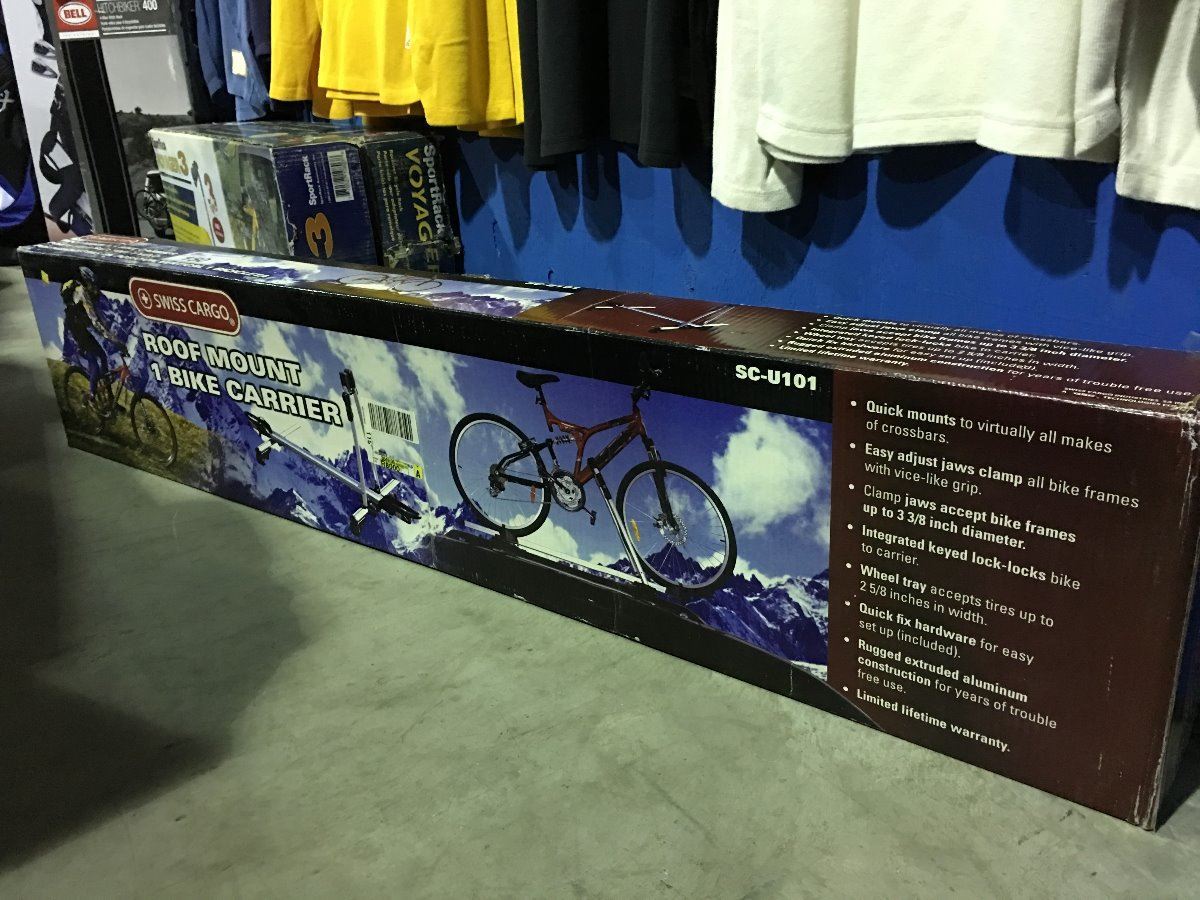 BELL
HITCHBIKER 400
SportRack
3
SportRack
VOYAGE
3
SWISS CARGO®
ROOF MOUNT
1 BIKE CARRIER
SC-U101
• Quick mounts to virtually all makes
of crossbars.
• Easy adjust jaws clamp all bike frames
with vice-like grip.
• Clamp jaws accept bike frames
up to 3 3/8 inch diameter.
• Integrated keyed lock-locks bike
to carrier.
• Wheel tray accepts tires up to
2 5/8 inches in width.
• Quick fix hardware for easy
set up (included).
• Rugged extruded aluminum
construction for years of trouble
free use.
• Limited lifetime warranty.